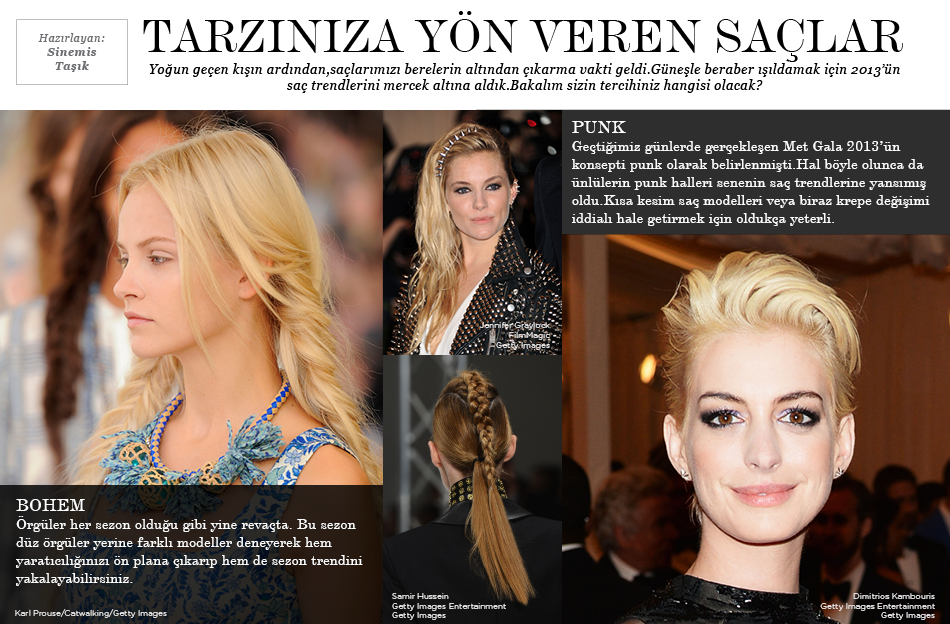 Hazırlayan:
Sinemis
Taşık
TARZINIZA YÖN VEREN SAÇLAR
Yoğun geçen kışın ardından,saçlarımızı berelerin altından çıkarma vakti geldi.Güneşle beraber ışıldamak için 2013'ün
saç trendlerini mercek altına aldık.Bakalım sizin tercihiniz hangisi olacak?
PUNK
Geçtiğimiz günlerde gerçekleşen Met Gala 2013'ün
konsepti punk olarak belirlenmişti.Hal böyle olunca da
ünlülerin punk halleri senenin saç trendlerine yansımış
oldu.Kısa kesim saç modelleri veya biraz krepe değişimi
iddialı hale getirmek için oldukça yeterli.
Jennifer Graylock
FilmMagic
Getty Images
BOHEM
Örgüler her sezon olduğu gibi yine revaçta. Bu sezon
düz örgüler yerine farklı modeller deneyerek hem
yaratıcılığınızı ön plana çıkarıp hem de sezon trendini
yakalayabilirsiniz.
Karl Prouse/Catwalking/Getty Images
Samir Hussein
Getty Images Entertainment
Getty Images
Dimitrios Kambouris
Getty Images Entertainment
Getty Images